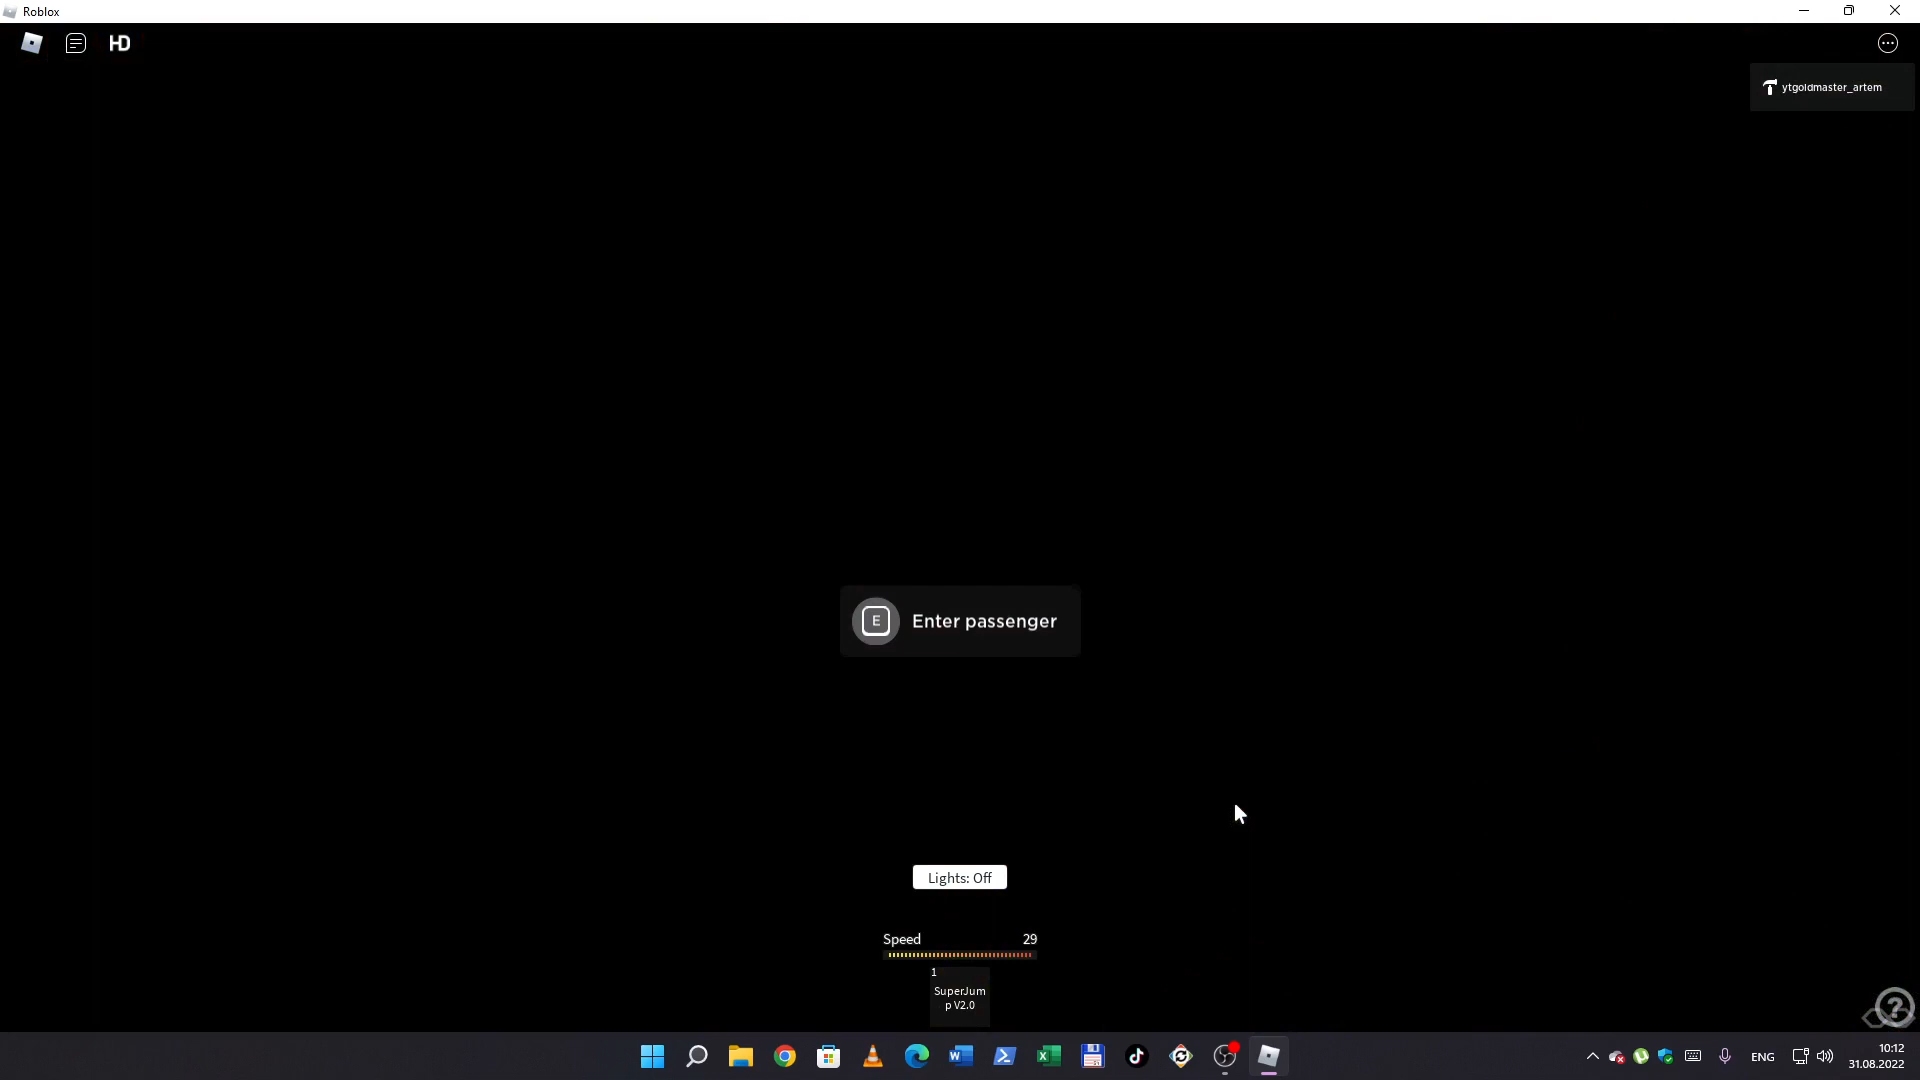 Roblox
HD
ytgoldmaster_artem
E Enter passenger
Lights: Off
Speed 29
1
SuperJum
p V2.0
ENG
10:12
31.08.2022